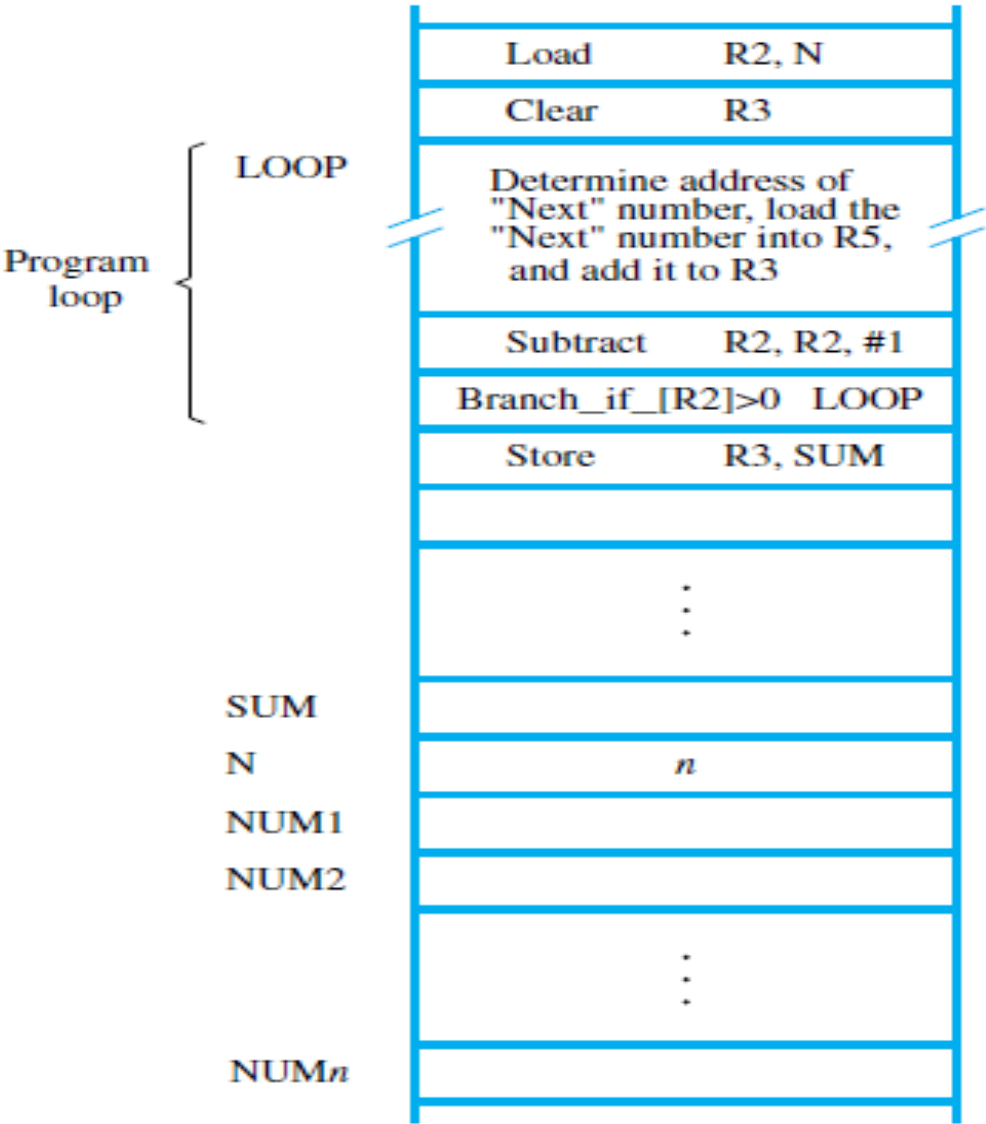 Load R2, N
Clear R3
LOOP
Determine address of
"Next" number, load the
"Next" number into R5,
and add it to R3
Program
loop
Subtract R2, R2, #1
Branch_if_[R2]>0 LOOP
Store R3, SUM
SUM
N n
NUM1
NUM2
NUMn